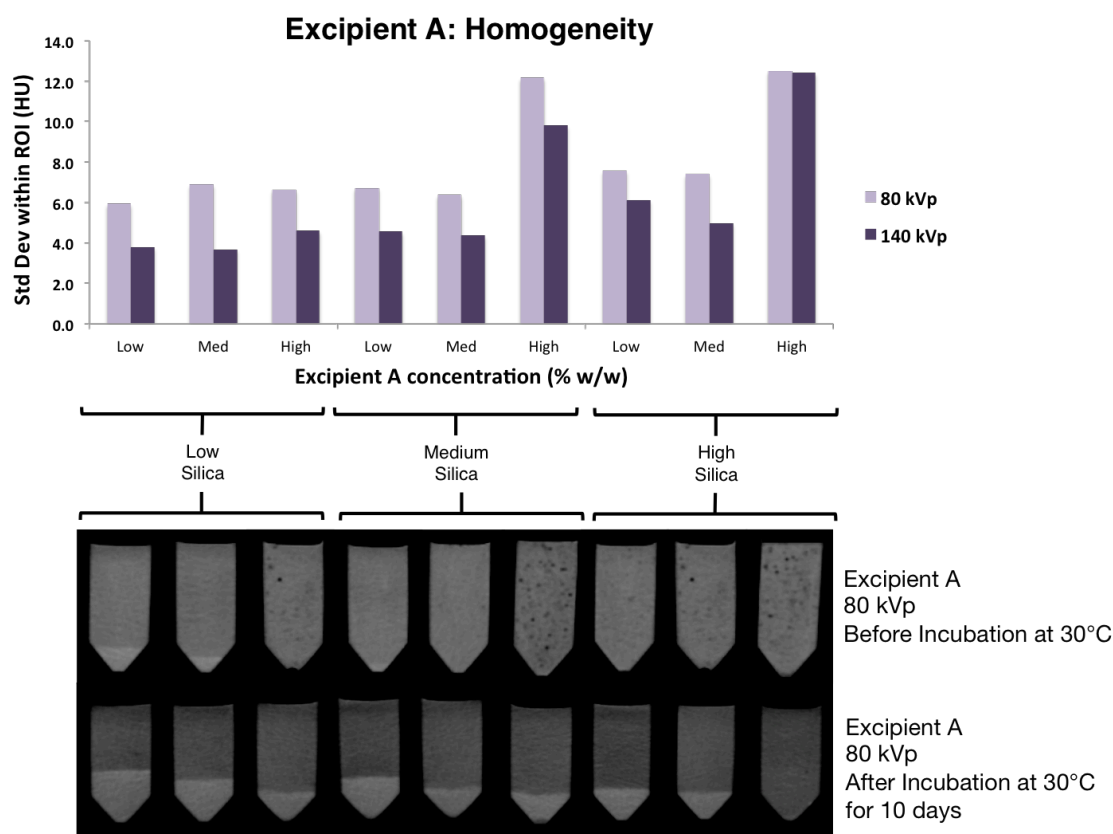 Excipient A: Homogeneity
Std Dev within ROI (HU)
14.0
12.0
10.0
8.0
6.0
4.0
2.0
0.0
80 kVp
140 kVp
Low Med High Low Med High Low Med High
Excipient A concentration (% w/w)
Low
Silica
Medium
Silica
High
Silica
Excipient A
80 kVp
Before Incubation at 30°C
Excipient A
80 kVp
After Incubation at 30°C
for 10 days